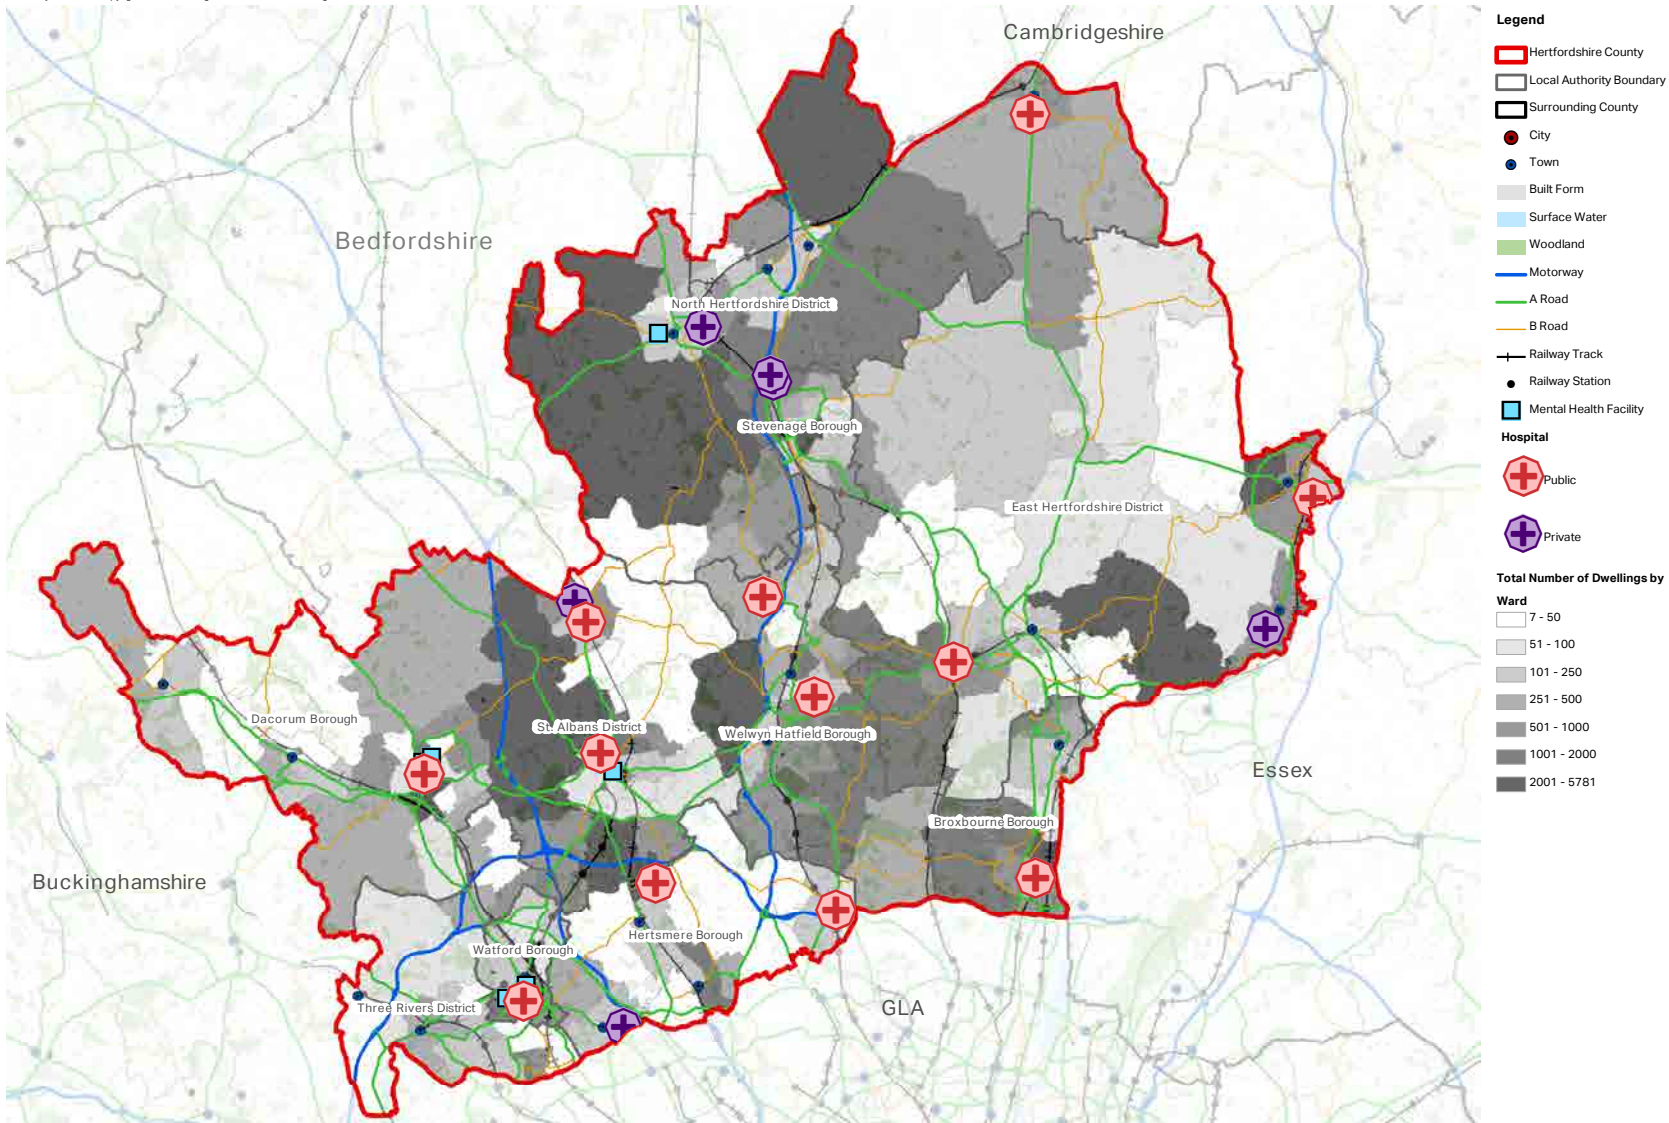 Cambridgeshire
Bedfordshire
North Hertfordshire District
Stevenage Borough
East Hertfordshire District
Dacorum Borough
St. Albans District
Welwyn Hatfield Borough
Essex
Broxbourne Borough
Buckinghamshire
Hertsmere Borough
Watford Borough
Three Rivers District
GLA
Legend
Hertfordshire County
Local Authority Boundary
Surrounding County
City
Town
Built Form
Surface Water
Woodland
Motorway
A Road
B Road
Railway Track
Railway Station
Mental Health Facility
Hospital
Public
Private
Total Number of Dwellings by
Ward
7 - 50
51 - 100
101 - 250
251 - 500
501 - 1000
1001 - 2000
2001 - 5781